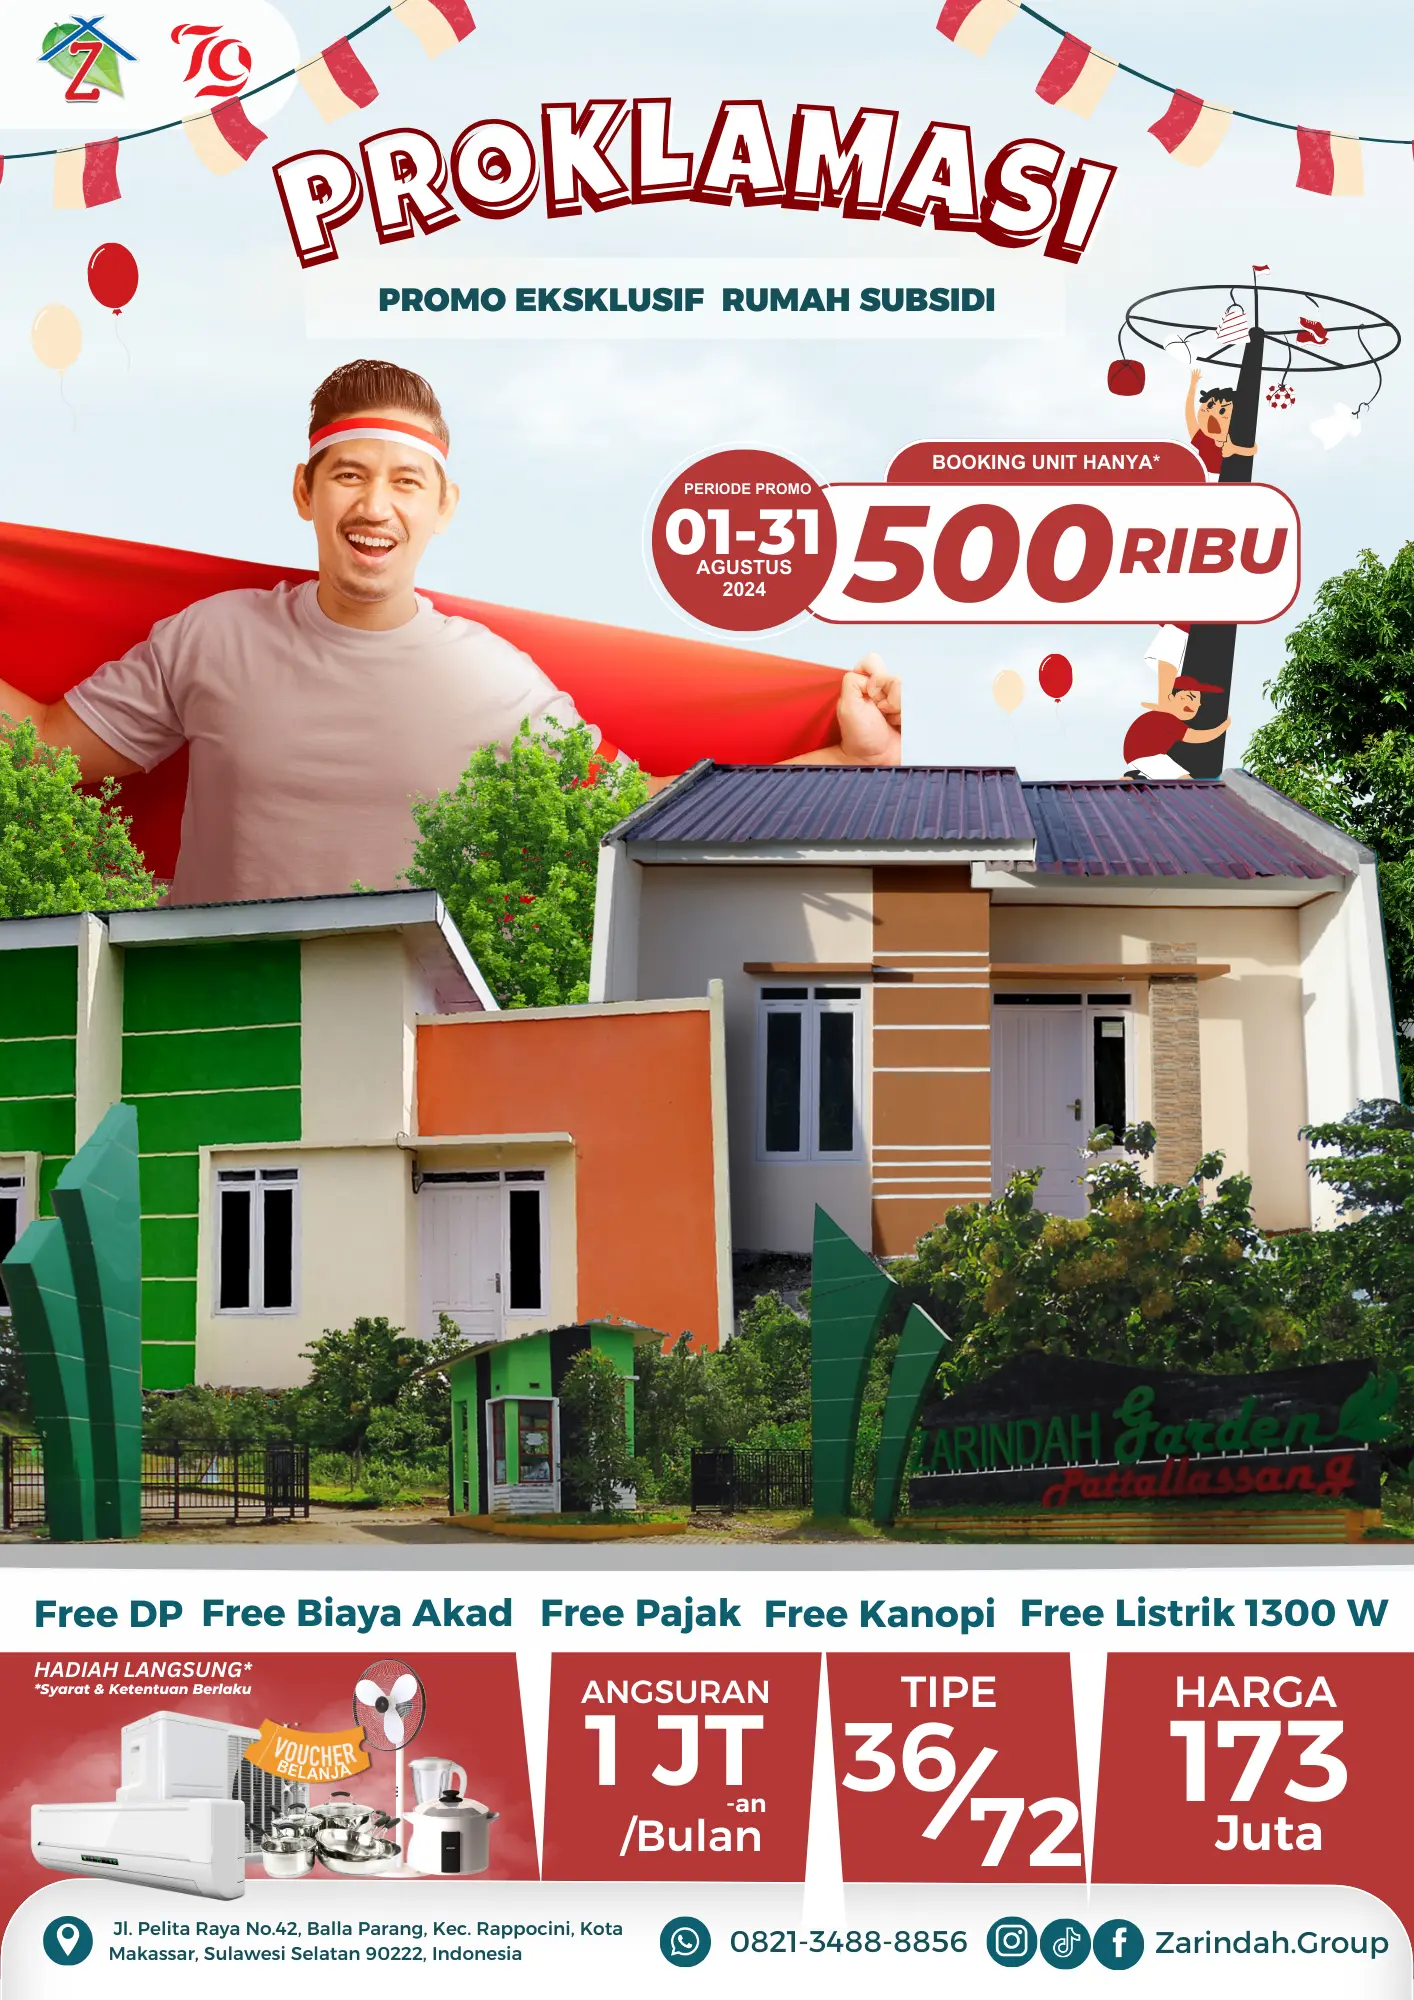 Z
79
PROKLAMASI
PROMO EKSKLUSIF RUMAH SUBSIDI
BOOKING UNIT HANYA*
PERIODE PROMO
01-31
AGUSTUS
2024
500 RIBU
ZARINDAH Garden
Pattallassang
Free DP Free Biaya Akad Free Pajak Free Kanopi Free Listrik 1300 W
HADIAH LANGSUNG*
*Syarat & Ketentuan Berlaku
VOUCHER
BELANJA
ANGSURAN
1 JT
-an
/Bulan
TIPE
36/72
HARGA
173
Juta
Jl. Pelita Raya No.42, Balla Parang, Kec. Rappocini, Kota
Makassar, Sulawesi Selatan 90222, Indonesia
0821-3488-8856
Zarindah.Group